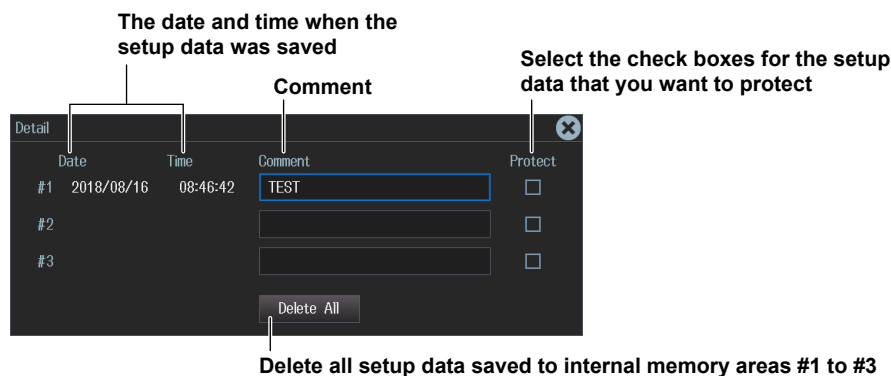 The date and time when the
setup data was saved
Select the check boxes for the setup
data that you want to protect
Comment
Detail
Date Time Comment Protect
#1 2018/08/16 08:46:42 TEST
#2
#3
Delete All
Delete all setup data saved to internal memory areas #1 to #3